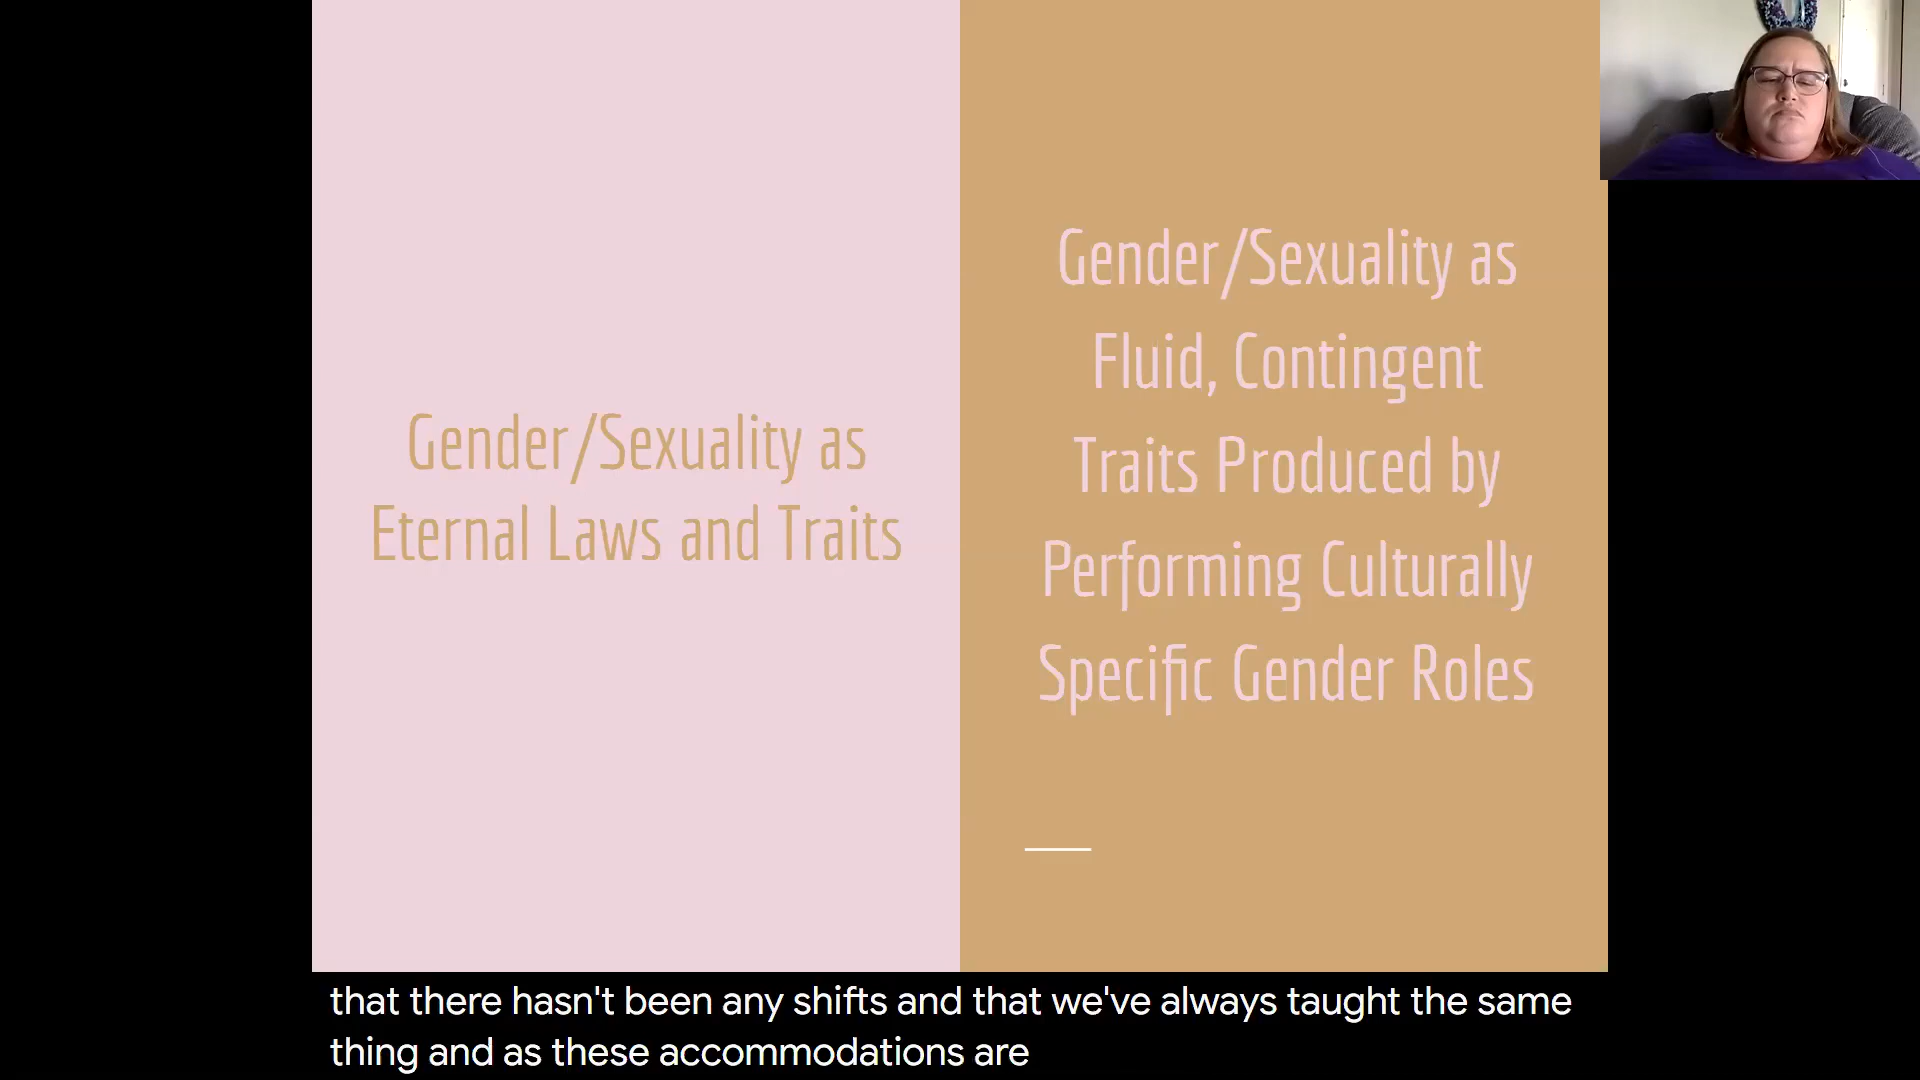 Gender/Sexuality as
Eternal Laws and Traits
Gender/Sexuality as
Fluid, Contingent
Traits Produced by
Performing Culturally
Specific Gender Roles
that there hasn't been any shifts and that we've always taught the same
thing and as these accommodations are